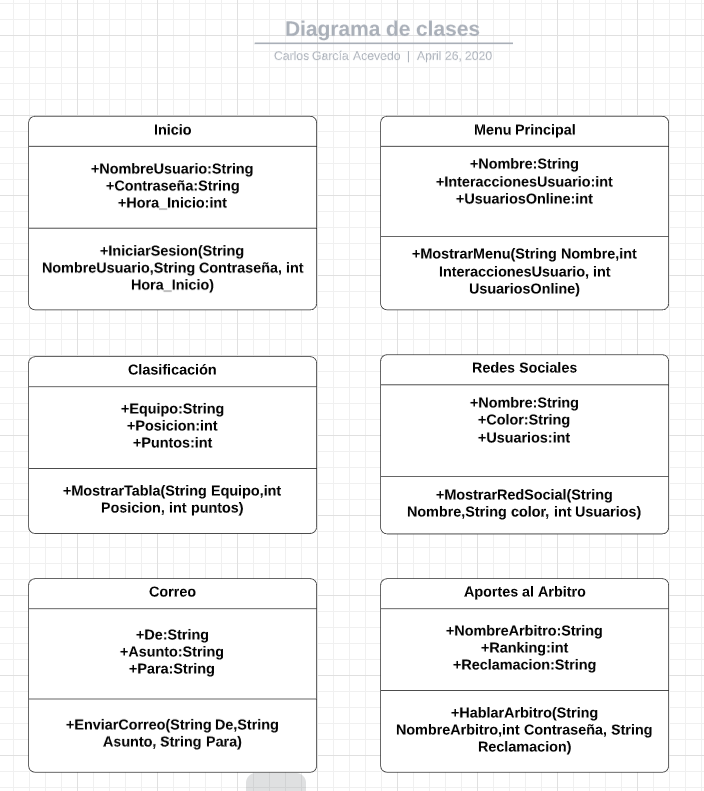 Diagrama de clases
Carlos García Acevedo | April 26, 2020
Inicio
+NombreUsuario:String
+Contraseña:String
+Hora_Inicio:int
+IniciarSesion(String
NombreUsuario,String Contraseña, int
Hora_Inicio)
Menu Principal
+Nombre:String
+InteraccionesUsuario:int
+UsuariosOnline:int
+MostrarMenu(String Nombre,int
InteraccionesUsuario, int
UsuariosOnline)
Clasificación
+Equipo:String
+Posicion:int
+Puntos:int
+MostrarTabla(String Equipo,int
Posicion, int puntos)
Redes Sociales
+Nombre:String
+Color:String
+Usuarios:int
+MostrarRedSocial(String
Nombre,String color, int Usuarios)
Correo
+De:String
+Asunto:String
+Para:String
+EnviarCorreo(String De,String
Asunto, String Para)
Aportes al Arbitro
+NombreArbitro:String
+Ranking:int
+Reclamacion:String
+HablarArbitro(String
NombreArbitro,int Contraseña, String
Reclamacion)